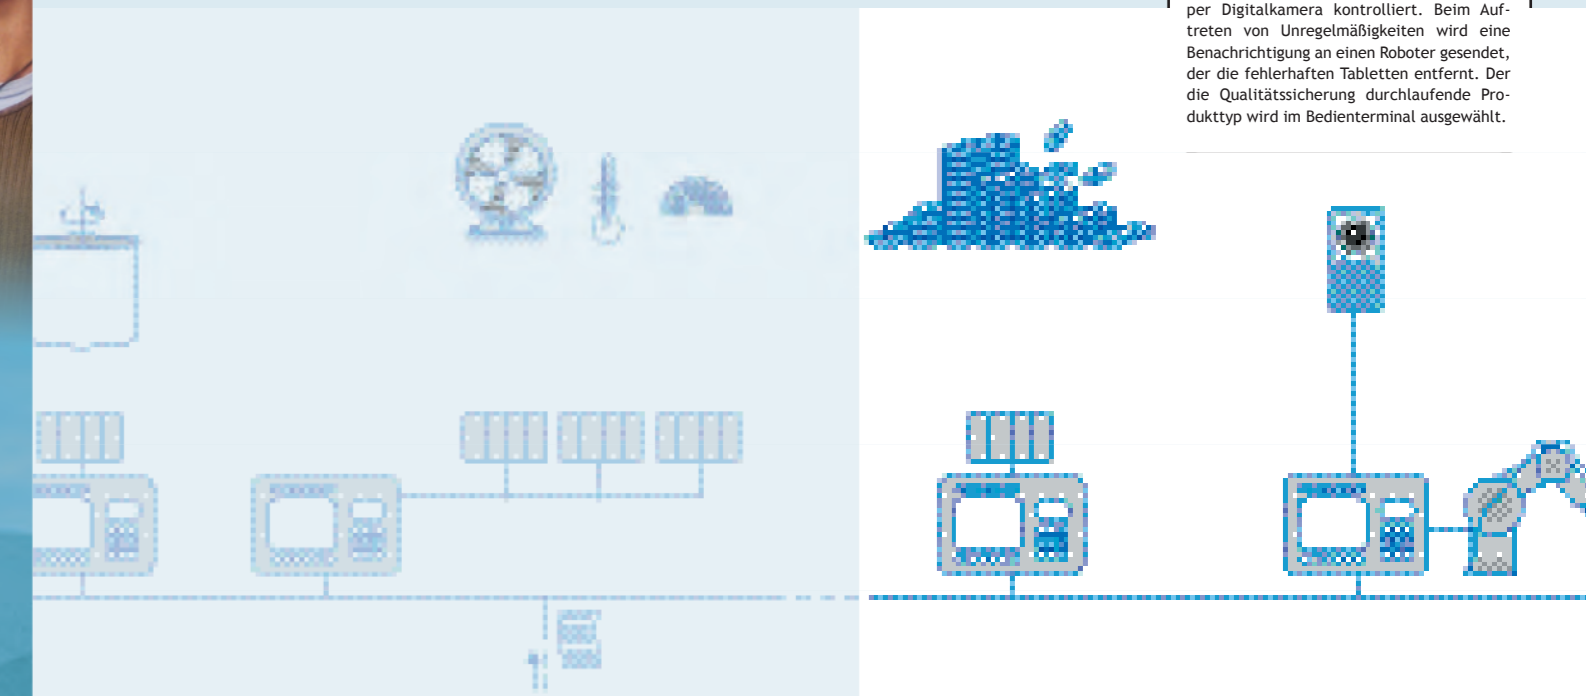 per Digitalkamera kontrolliert. Beim Auf-
treten von Unregelmäßigkeiten wird eine
Benachrichtigung an einen Roboter gesendet,
der die fehlerhaften Tabletten entfernt. Der
die Qualitätssicherung durchlaufende Pro-
dukttyp wird im Bedienterminal ausgewählt.